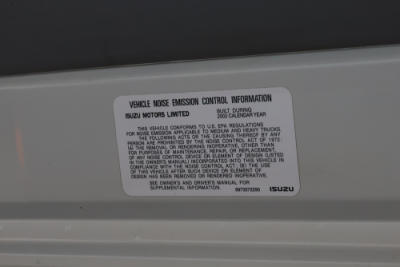 VEHICLE NOISE EMISSION CONTROL INFORMATION
ISUZU MOTORS LIMITED
BUILT DURING
2002 CALENDAR YEAR
THIS VEHICLE CONFORMS TO U.S. EPA REGULATIONS
FOR NOISE EMISSION APPLICABLE TO MEDIUM AND HEAVY TRUCKS.
THE FOLLOWING ACTS OR THE CAUSING THEREOF BY ANY
PERSON ARE PROHIBITED BY THE NOISE CONTROL ACT OF 1972:
(a) THE REMOVAL OR RENDERING INOPERATIVE, OTHER THAN
FOR PURPOSES OF MAINTENANCE, REPAIR, OR REPLACEMENT,
OF ANY NOISE CONTROL DEVICE OR ELEMENT OF DESIGN (LISTED
IN THE OWNER'S MANUAL) INCORPORATED INTO THIS VEHICLE IN
COMPLIANCE WITH THE NOISE CONTROL ACT; (b) THE USE OF
THIS VEHICLE AFTER SUCH DEVICE OR ELEMENT OF
DESIGN HAS BEEN REMOVED OR RENDERED INOPERATIVE.
SEE OWNER'S AND DRIVER'S MANUAL FOR
SUPPLEMENTAL INFORMATION.
ISUZU